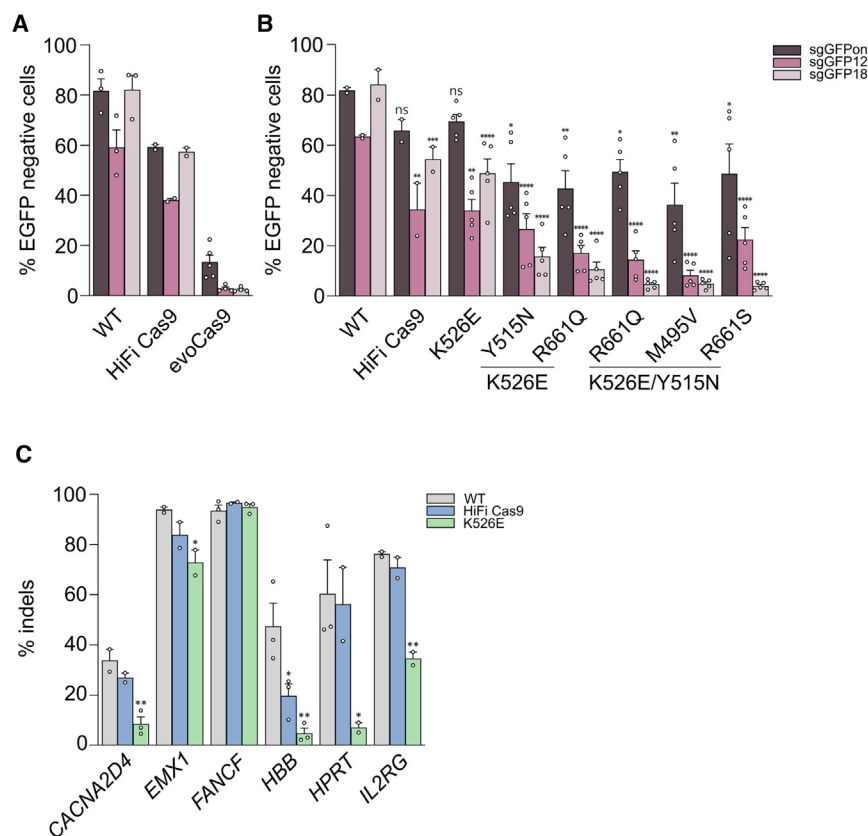 A
% EGFP negative cells
100
80
60
40
20
0
WT
HiFi Cas9
evoCas9
B
% EGFP negative cells
100
80
60
40
20
0
ns
**
***
ns
**
****
*
****
****
**
****
****
*
****
****
**
****
****
*
****
****
WT
HiFi Cas9
K526E
Y515N
R661Q
R661Q
M495V
R661S
K526E
K526E/Y515N
sgGFPon
sgGFP12
sgGFP18
C
% indels
100
80
60
40
20
0
**
*
*
**
*
**
CACNA2D4
EMX1
FANCF
HBB
HPRT
IL2RG
WT
HiFi Cas9
K526E